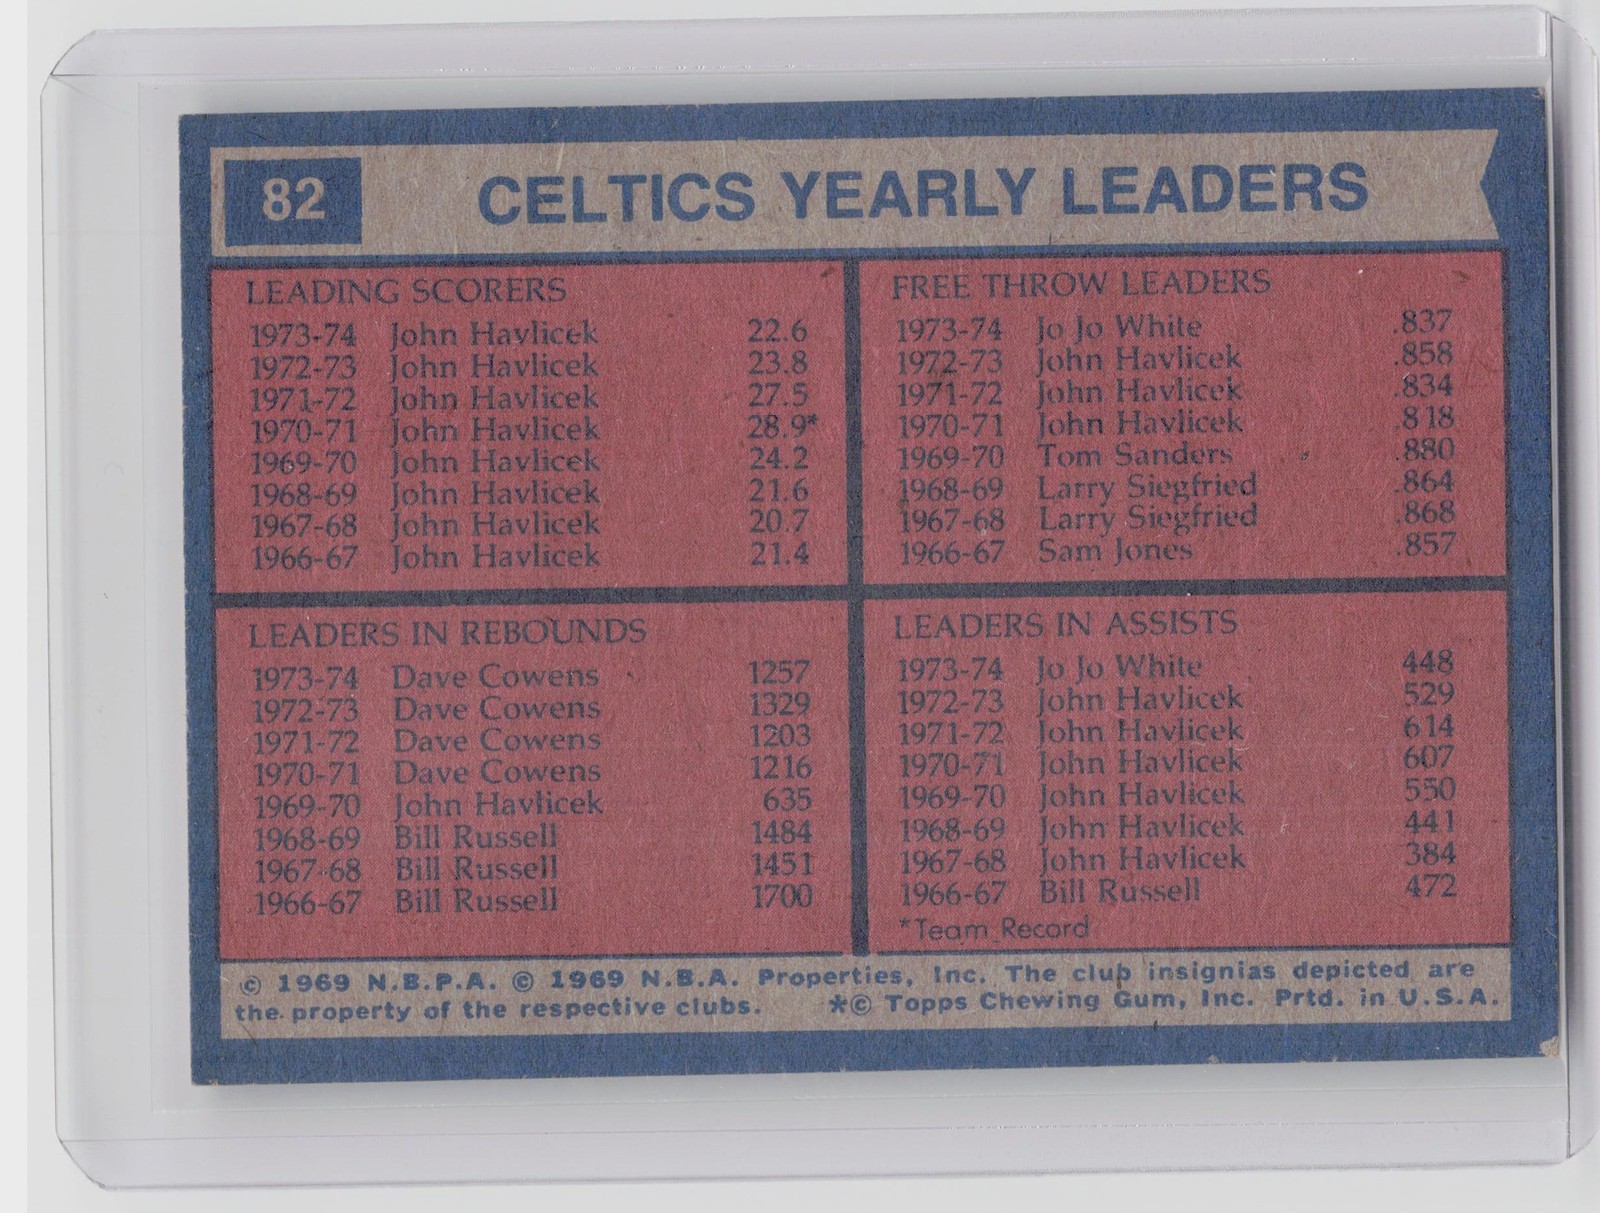 82 CELTICS YEARLY LEADERS
LEADING SCORERS
1973-74 John Havlicek 22.6
1972-73 John Havlicek 23.8
1971-72 John Havlicek 27.5
1970-71 John Havlicek 28.9*
1969-70 John Havlicek 24.2
1968-69 John Havlicek 21.6
1967-68 John Havlicek 20.7
1966-67 John Havlicek 21.4
FREE THROW LEADERS
1973-74 Jo Jo White .837
1972-73 John Havlicek .858
1971-72 John Havlicek .834
1970-71 John Havlicek .818
1969-70 Tom Sanders .880
1968-69 Larry Siegfried .864
1967-68 Larry Siegfried .868
1966-67 Sam Jones .857
LEADERS IN REBOUNDS
1973-74 Dave Cowens 1257
1972-73 Dave Cowens 1329
1971-72 Dave Cowens 1203
1970-71 Dave Cowens 1216
1969-70 John Havlicek 635
1968-69 Bill Russell 1484
1967-68 Bill Russell 1451
1966-67 Bill Russell 1700
LEADERS IN ASSISTS
1973-74 Jo Jo White 448
1972-73 John Havlicek 529
1971-72 John Havlicek 614
1970-71 John Havlicek 607
1969-70 John Havlicek 550
1968-69 John Havlicek 441
1967-68 John Havlicek 384
1966-67 Bill Russell 472
*Team Record
© 1969 N.B.P.A. © 1969 N.B.A. Properties, Inc. The club insignias depicted are
the property of the respective clubs. *© Topps Chewing Gum, Inc. Prtd. in U.S.A.